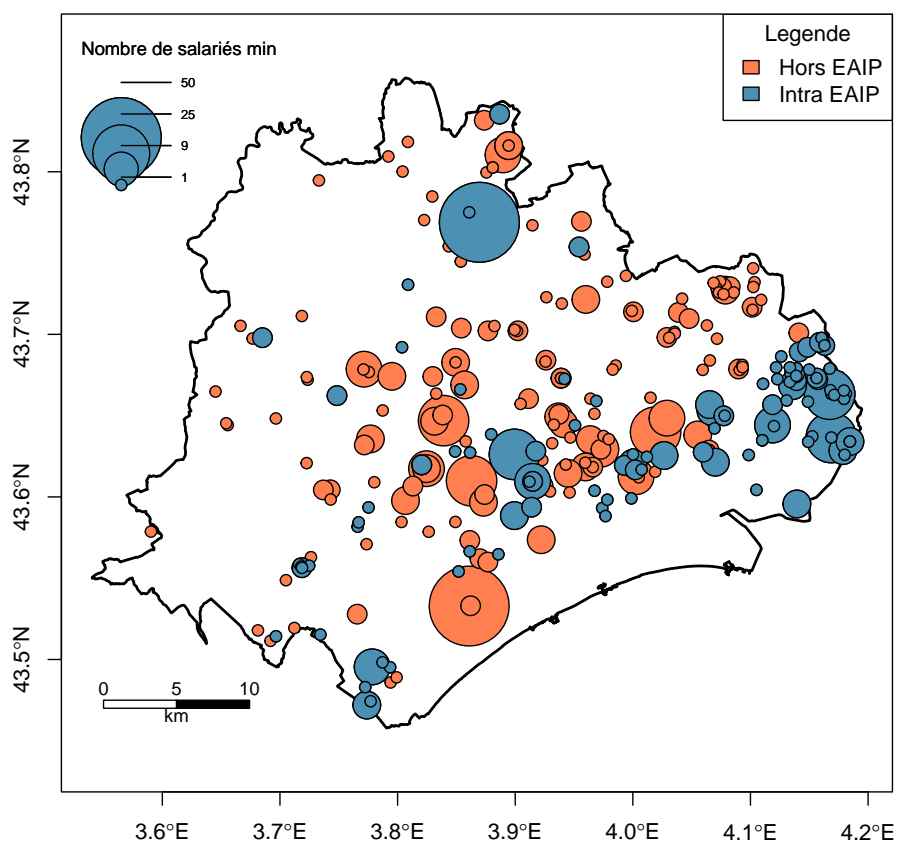 Nombre de salariés min
50
25
9
1
Legende
Hors EAIP
Intra EAIP
43.8°N
43.7°N
43.6°N
43.5°N
0 5 10
km
3.6°E 3.7°E 3.8°E 3.9°E 4.0°E 4.1°E 4.2°E